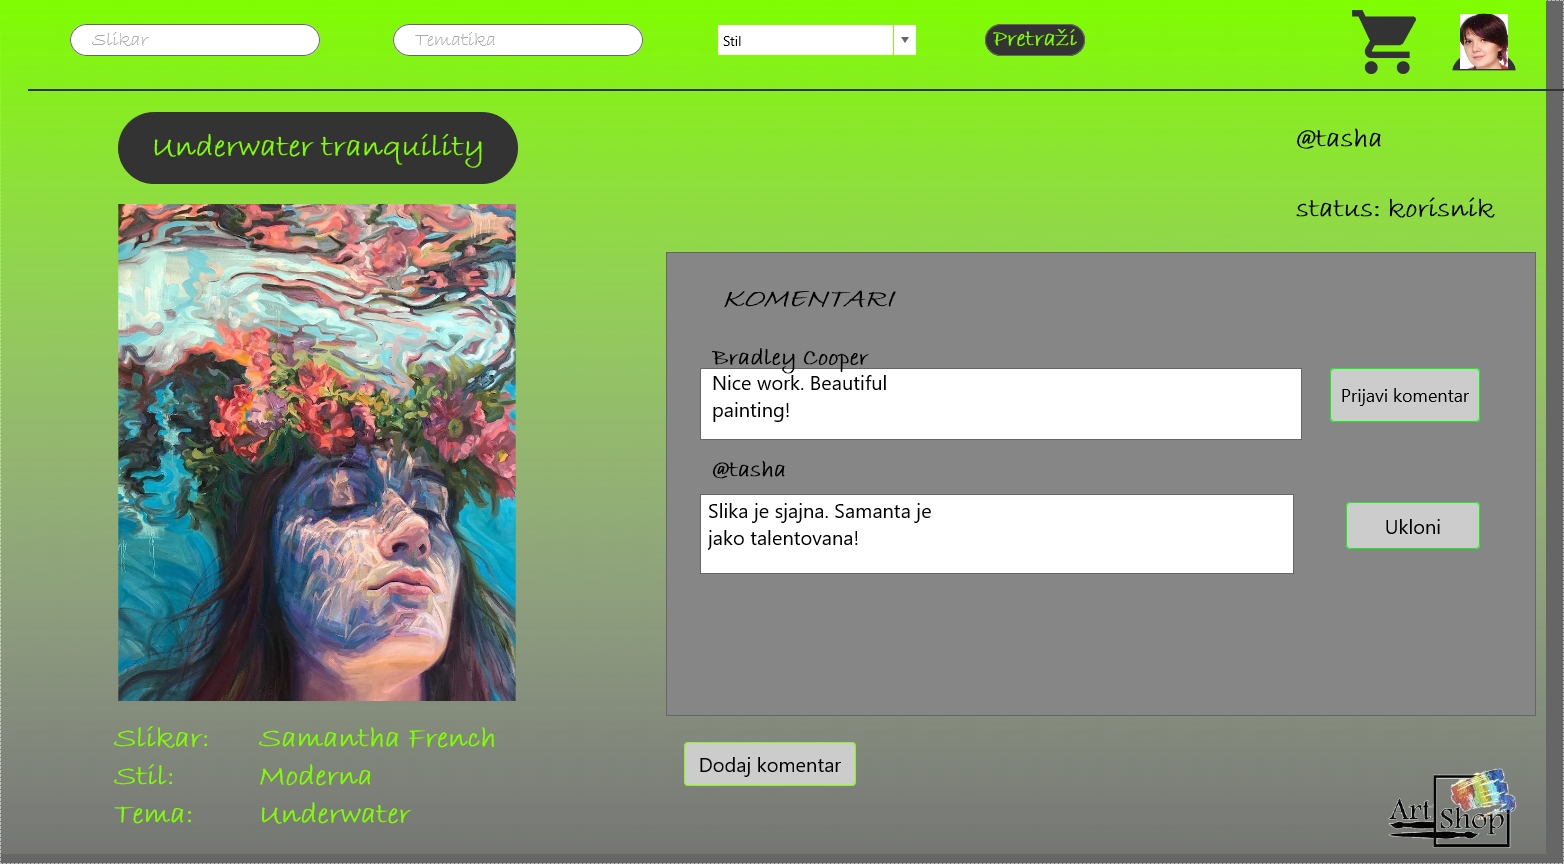 Slikar
Tematika
Stil
Pretraži
Underwater tranquility
@tasha
status: korisnik
KOMENTARI
Bradley Cooper
Nice work. Beautiful
painting!
Prijavi komentar
@tasha
Slika je sjajna. Samanta je
jako talentovana!
Ukloni
Slikar: Samantha French
Stil: Moderna
Tema: Underwater
Dodaj komentar
Art
Shop